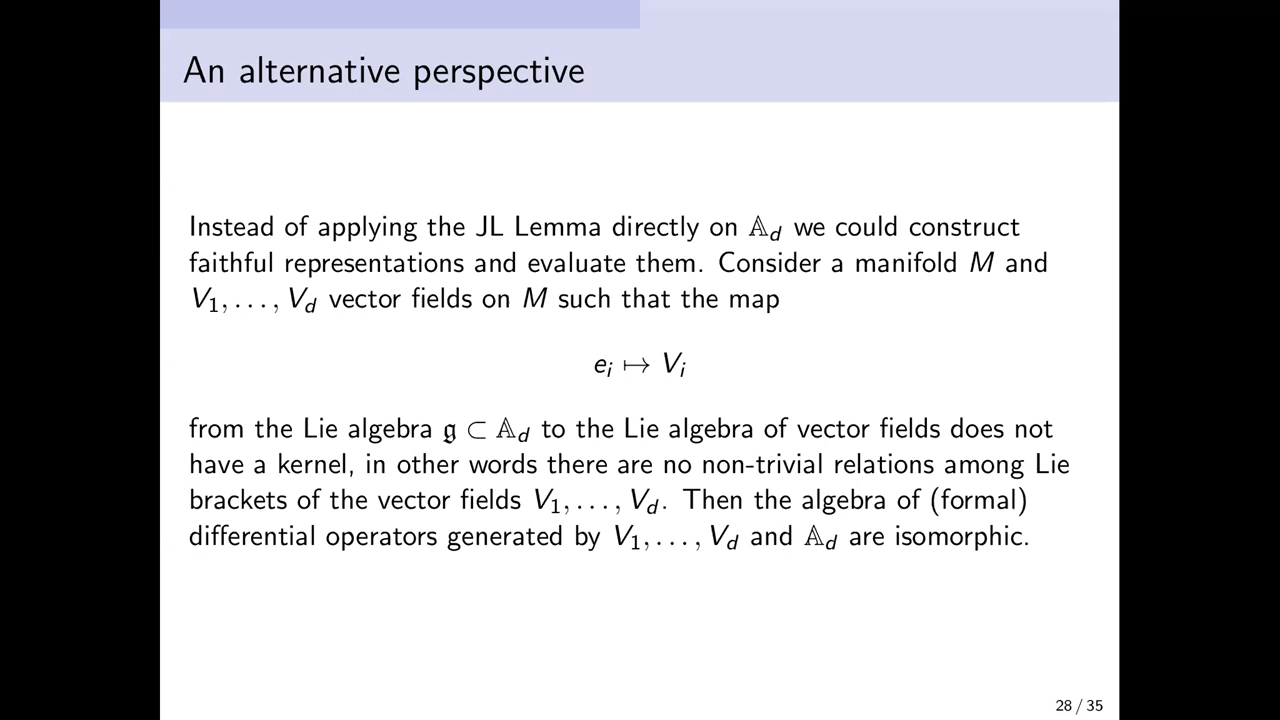 An alternative perspective
Instead of applying the JL Lemma directly on 𝔸_d we could construct
faithful representations and evaluate them. Consider a manifold M and
V_1, . . . , V_d vector fields on M such that the map
e_i ↦ V_i
from the Lie algebra 𝔤 ⊂ 𝔸_d to the Lie algebra of vector fields does not
have a kernel, in other words there are no non-trivial relations among Lie
brackets of the vector fields V_1, . . . , V_d. Then the algebra of (formal)
differential operators generated by V_1, . . . , V_d and 𝔸_d are isomorphic.
28 / 35